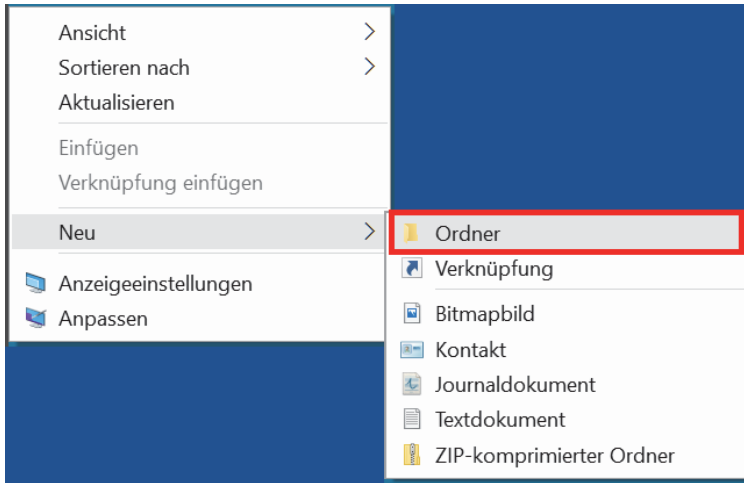 Ansicht
Sortieren nach
Aktualisieren
Einfügen
Verknüpfung einfügen
Neu
Anzeigeeinstellungen
Anpassen
Ordner
Verknüpfung
Bitmapbild
Kontakt
Journaldokument
Textdokument
ZIP-komprimierter Ordner